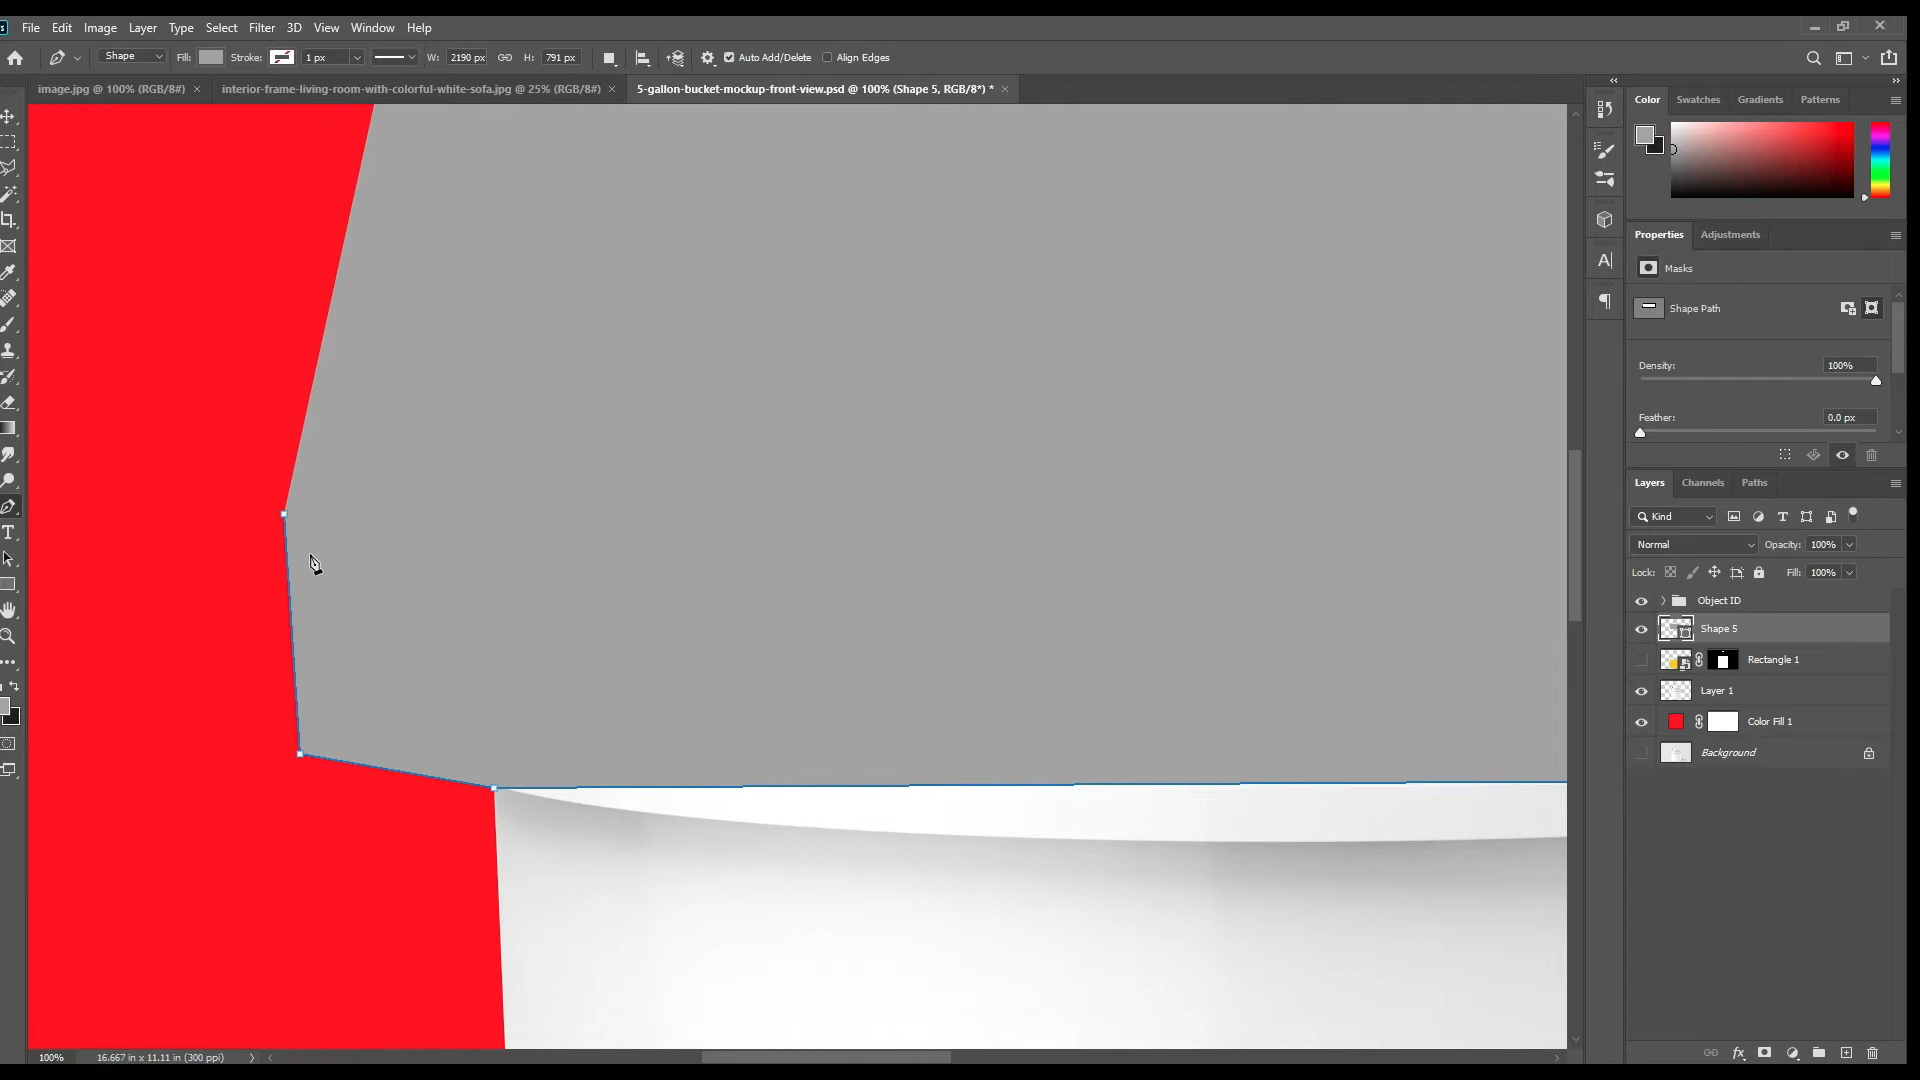 File Edit Image Layer Type Select Filter 3D View Window Help
Shape Fill: Stroke: 1 px W: 2190 px H: 791 px Auto Add/Delete Align Edges
image.jpg @ 100% (RGB/8#) × interior-frame-living-room-with-colorful-white-sofa.jpg @ 25% (RGB/8#) × 5-gallon-bucket-mockup-front-view.psd @ 100% (Shape 5, RGB/8*) * ×
Color Swatches Gradients Patterns
Properties Adjustments
Masks
Shape Path
Density: 100%
Feather: 0.0 px
Layers Channels Paths
Kind
Normal Opacity: 100%
Lock: Fill: 100%
Object ID
Shape 5
Rectangle 1
Layer 1
Color Fill 1
Background
100% 16.667 in x 11.11 in (300 ppi)